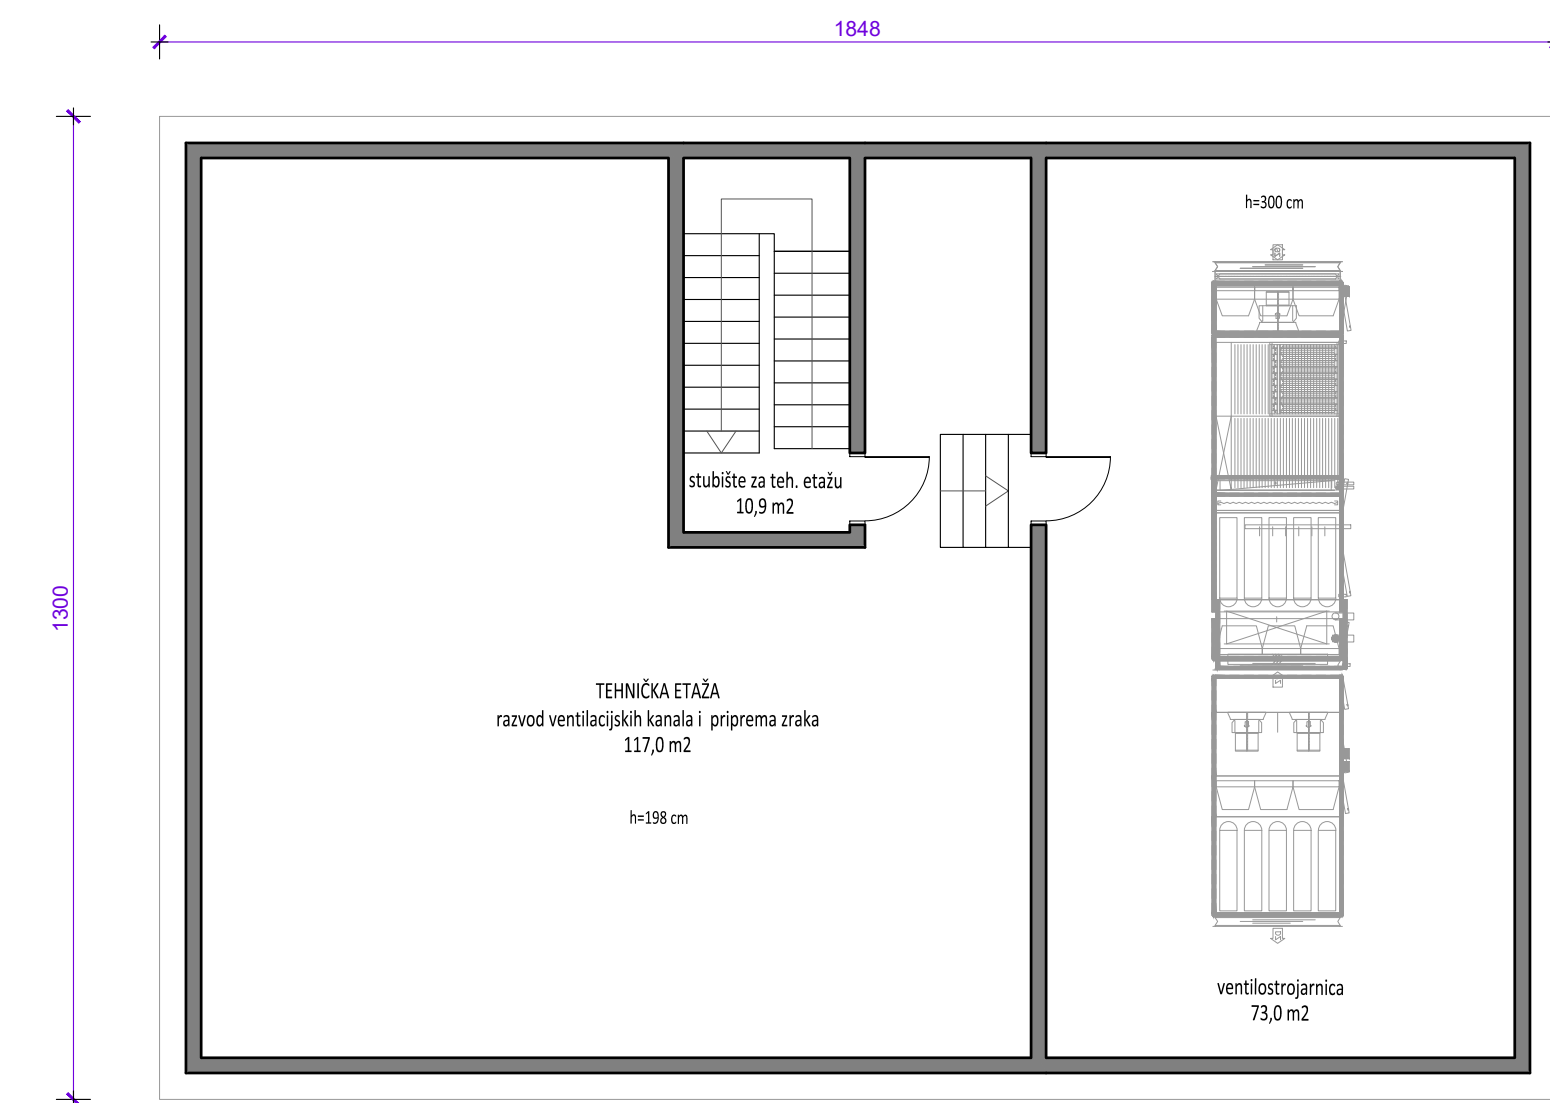 1848
1300
h=300 cm
stubište za teh. etažu
10,9 m2
TEHNIČKA ETAŽA
razvod ventilacijskih kanala i  priprema zraka
117,0 m2
h=198 cm
ventilostrojarnica
73,0 m2